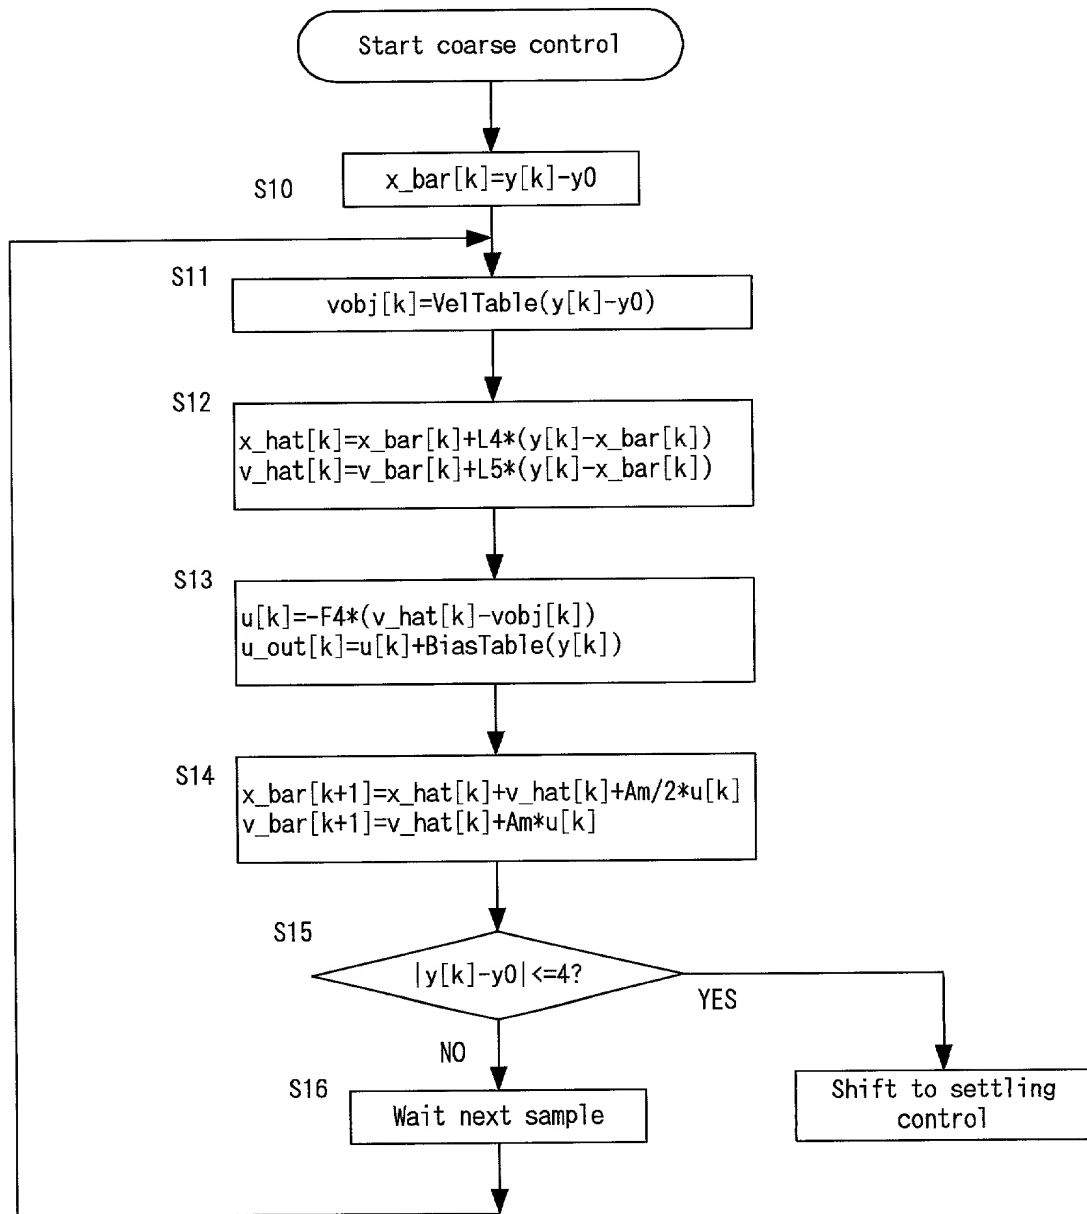 Start coarse control
S10
x_bar[k]=y[k]-y0
S11
vobj[k]=VelTable(y[k]-y0)
S12
x_hat[k]=x_bar[k]+L4*(y[k]-x_bar[k])
v_hat[k]=v_bar[k]+L5*(y[k]-x_bar[k])
S13
u[k]=-F4*(v_hat[k]-vobj[k])
u_out[k]=u[k]+BiasTable(y[k])
S14
x_bar[k+1]=x_hat[k]+v_hat[k]+Am/2*u[k]
v_bar[k+1]=v_hat[k]+Am*u[k]
S15
|y[k]-y0|<=4?
YES
NO
S16
Wait next sample
Shift to settling
control